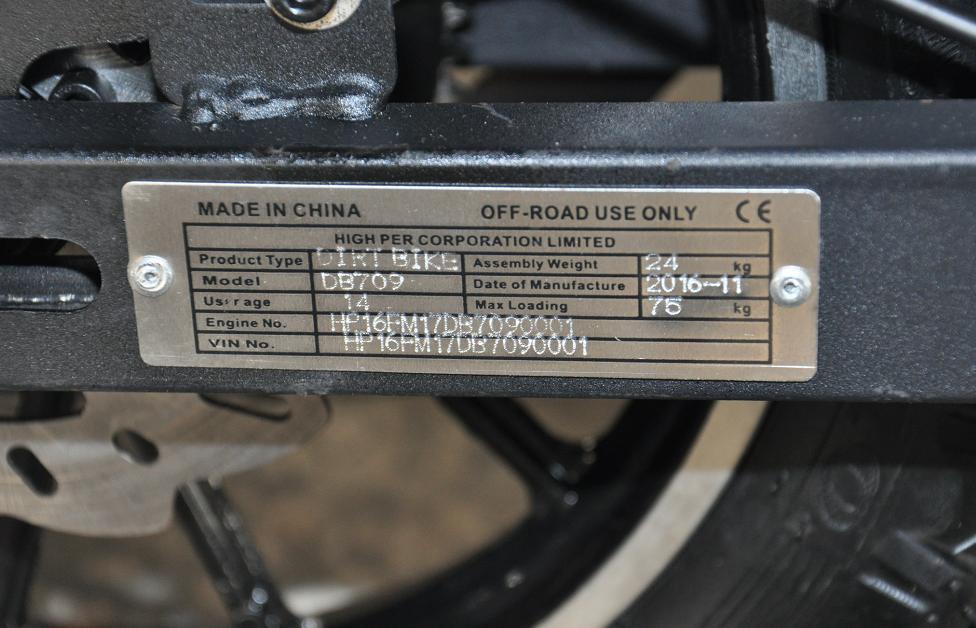 MADE IN CHINA OFF-ROAD USE ONLY CE
HIGH PER CORPORATION LIMITED
Product Type DIRT BIKE Assembly Weight 24 kg
Model DB709 Date of Manufacture 2016-11
User age 14 Max Loading 75 kg
Engine No. HP16FM17DB7090001
VIN No. HP16FM17DB7090001